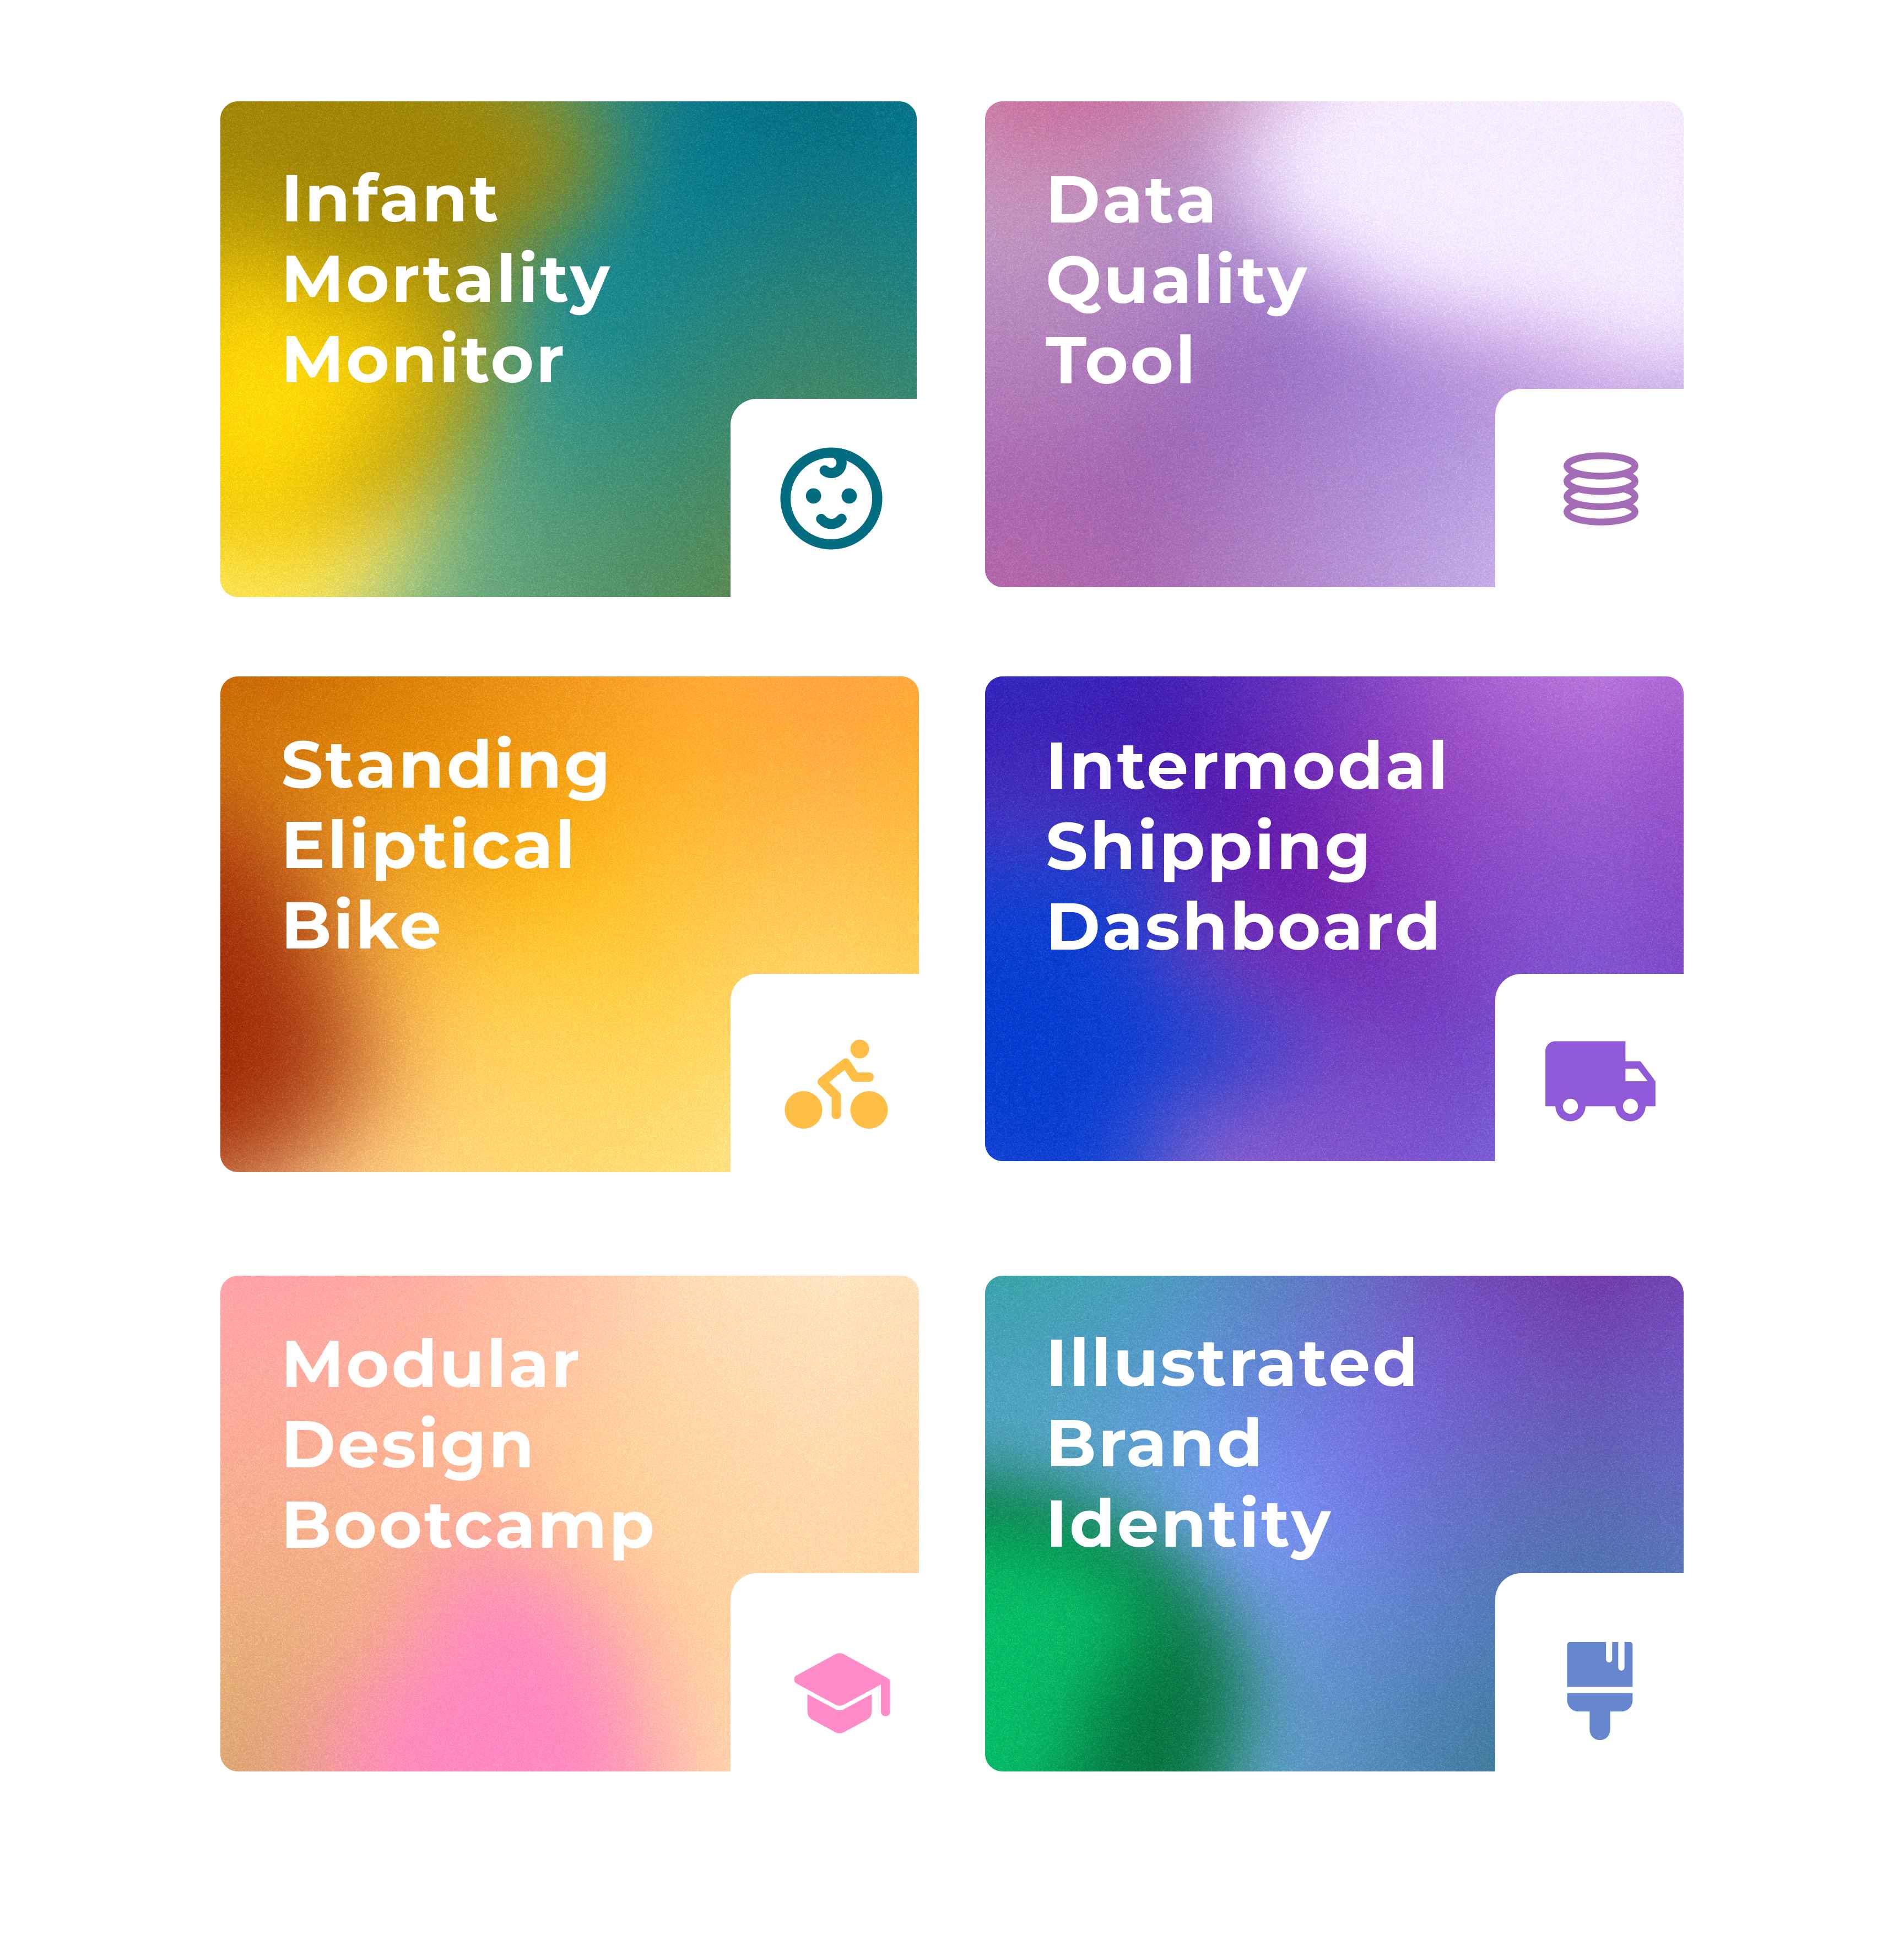 Infant
Mortality
Monitor
Data
Quality
Tool
Standing
Eliptical
Bike
Intermodal
Shipping
Dashboard
Modular
Design
Bootcamp
Illustrated
Brand
Identity